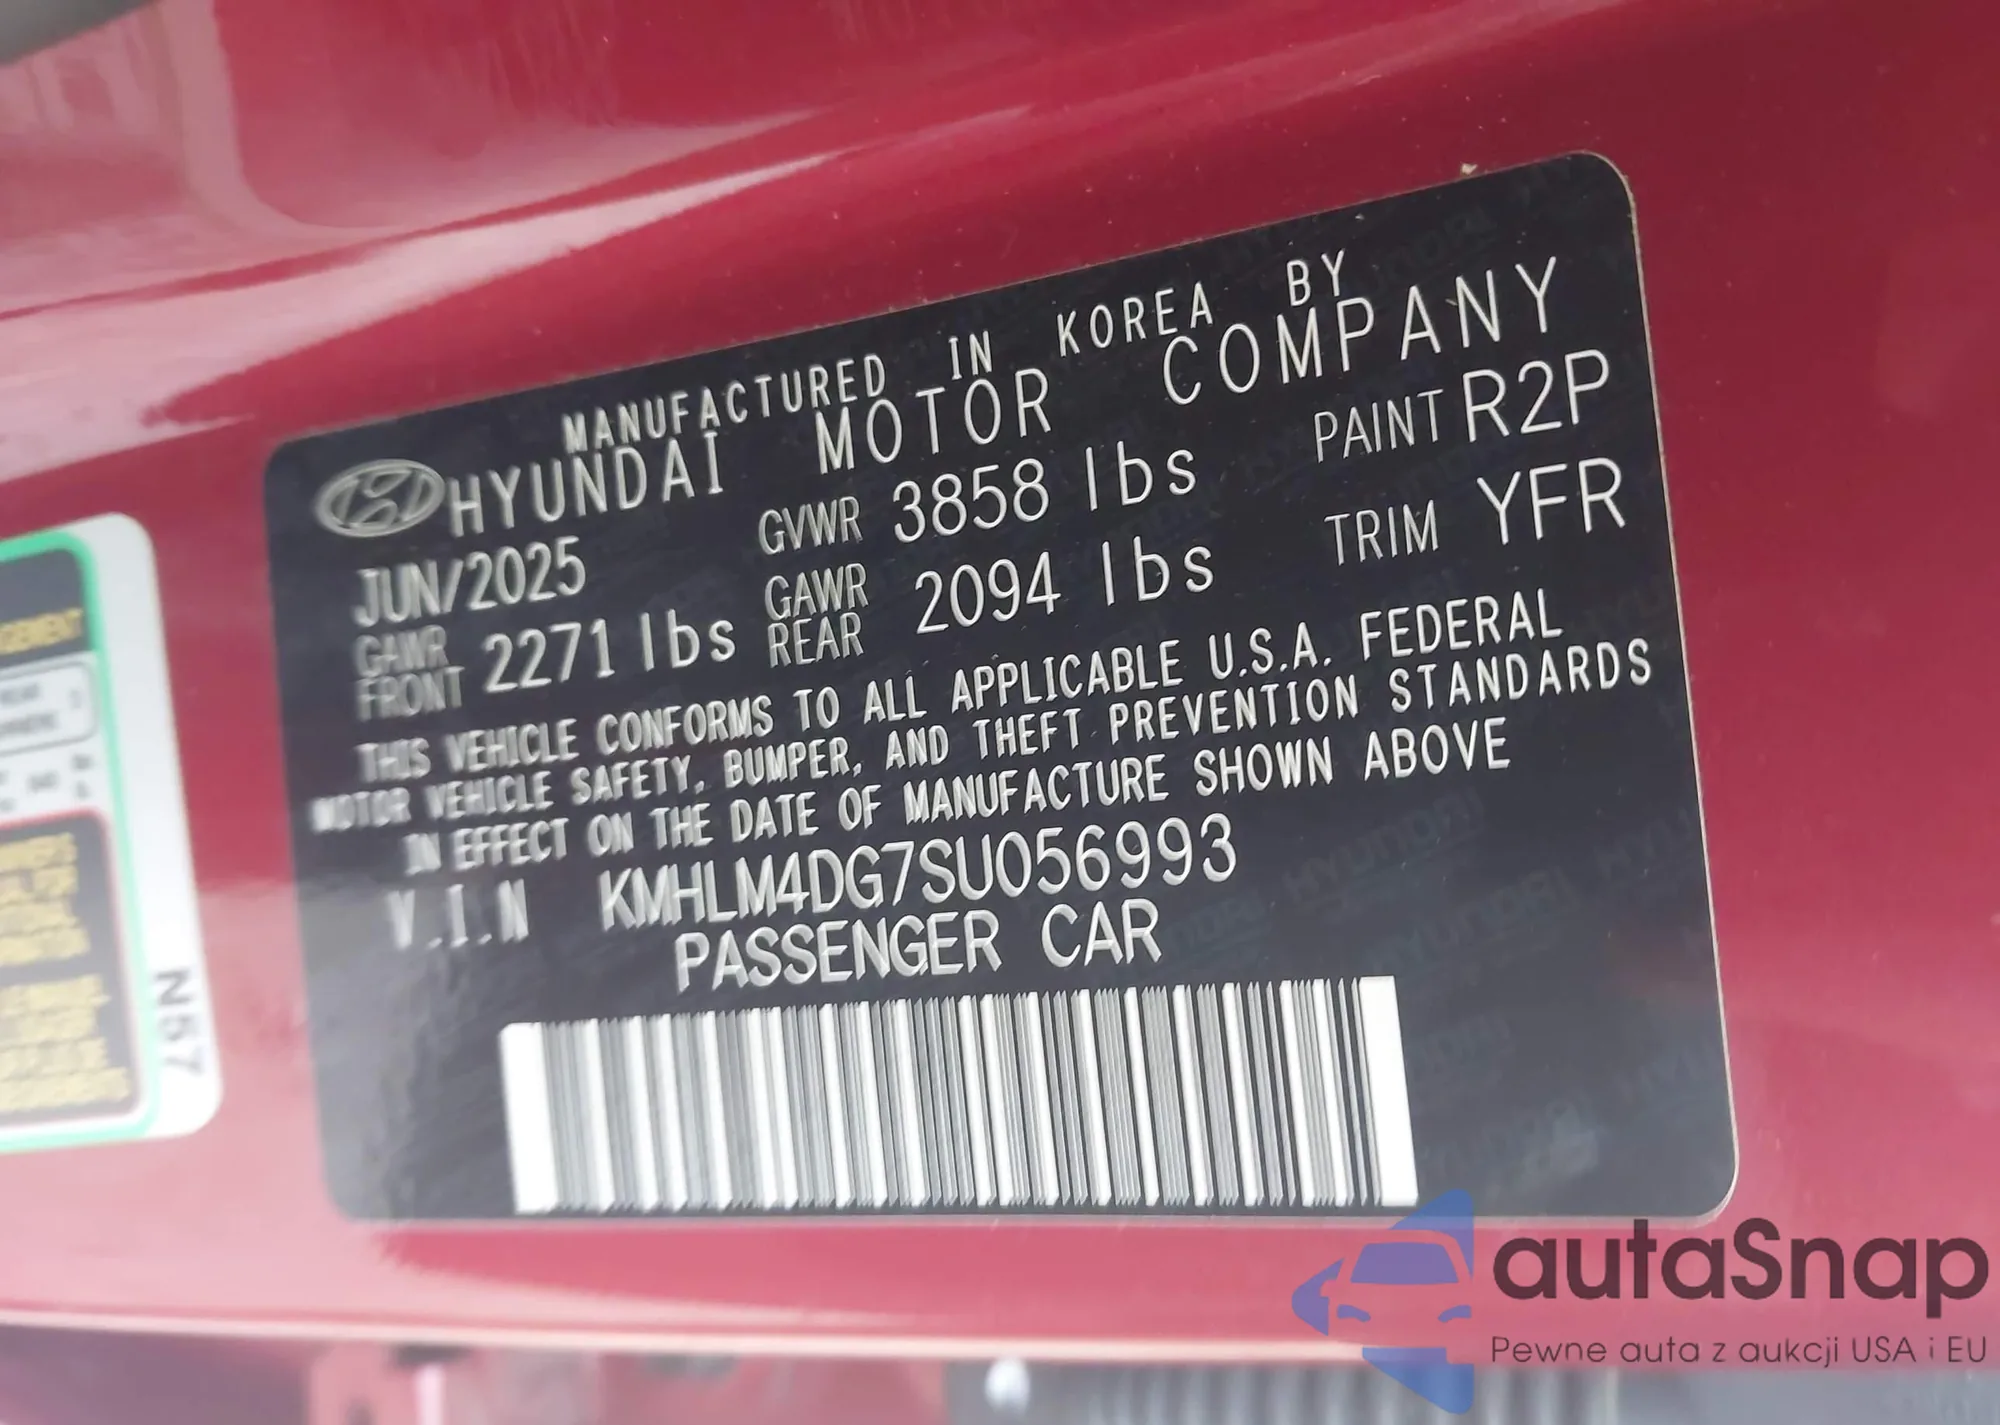 MANUFACTURED IN KOREA BY
HYUNDAI MOTOR COMPANY
JUN/2025 GVWR 3858 lbs PAINT R2P
GAWR FRONT 2271 lbs GAWR REAR 2094 lbs TRIM YFR
THIS VEHICLE CONFORMS TO ALL APPLICABLE U.S.A. FEDERAL
MOTOR VEHICLE SAFETY, BUMPER, AND THEFT PREVENTION STANDARDS
IN EFFECT ON THE DATE OF MANUFACTURE SHOWN ABOVE
V.I.N KMHLM4DG7SU056993
PASSENGER CAR
N57
REAR
autaSnap
Pewne auta z aukcji USA i EU